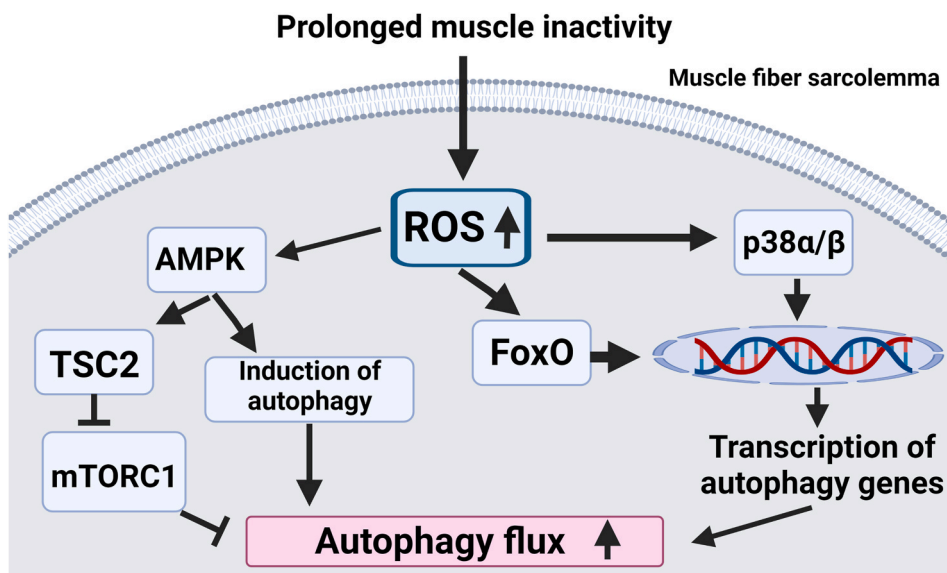 Prolonged muscle inactivity
Muscle fiber sarcolemma
ROS
AMPK
p38α/β
TSC2
Induction of
autophagy
FoxO
mTORC1
Transcription of
autophagy genes
Autophagy flux